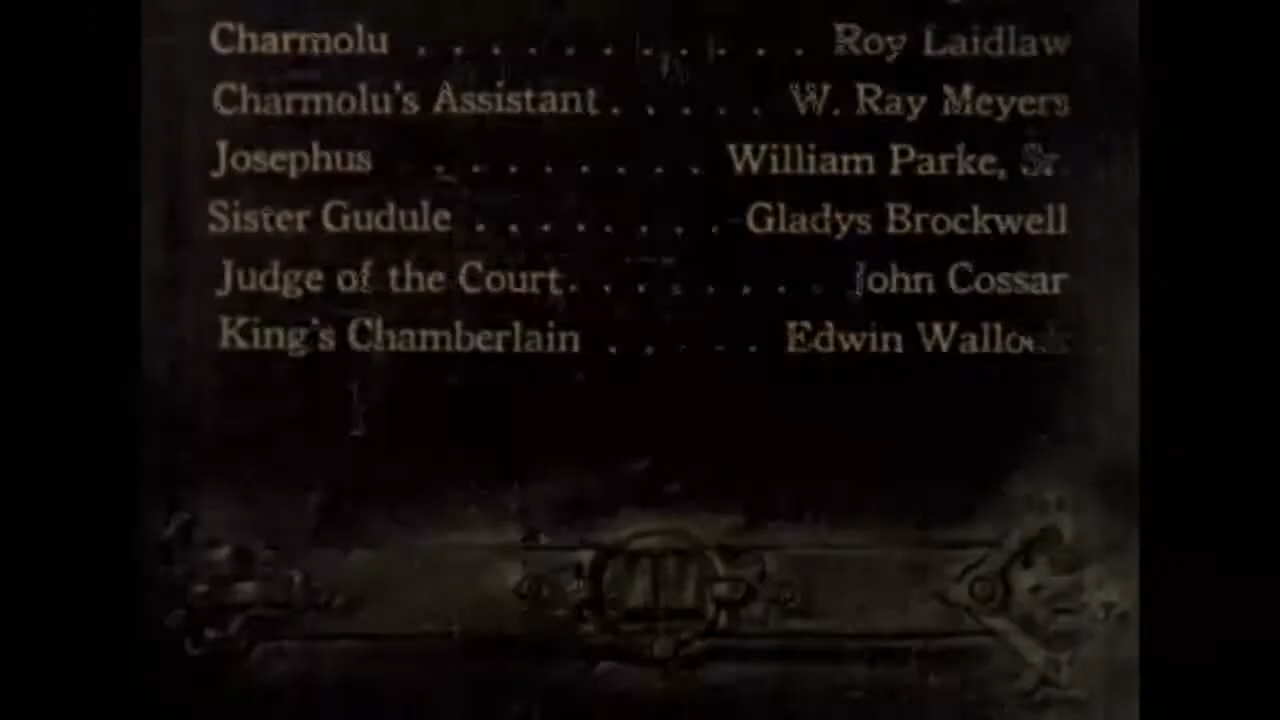 Charmolu . . . . . . . . . . . . Roy Laidlaw
Charmolu's Assistant . . . . . W. Ray Meyers
Josephus . . . . . . . . . William Parke, Sr.
Sister Gudule . . . . . . . . Gladys Brockwell
Judge of the Court . . . . . . . . . John Cossar
King's Chamberlain . . . . . Edwin